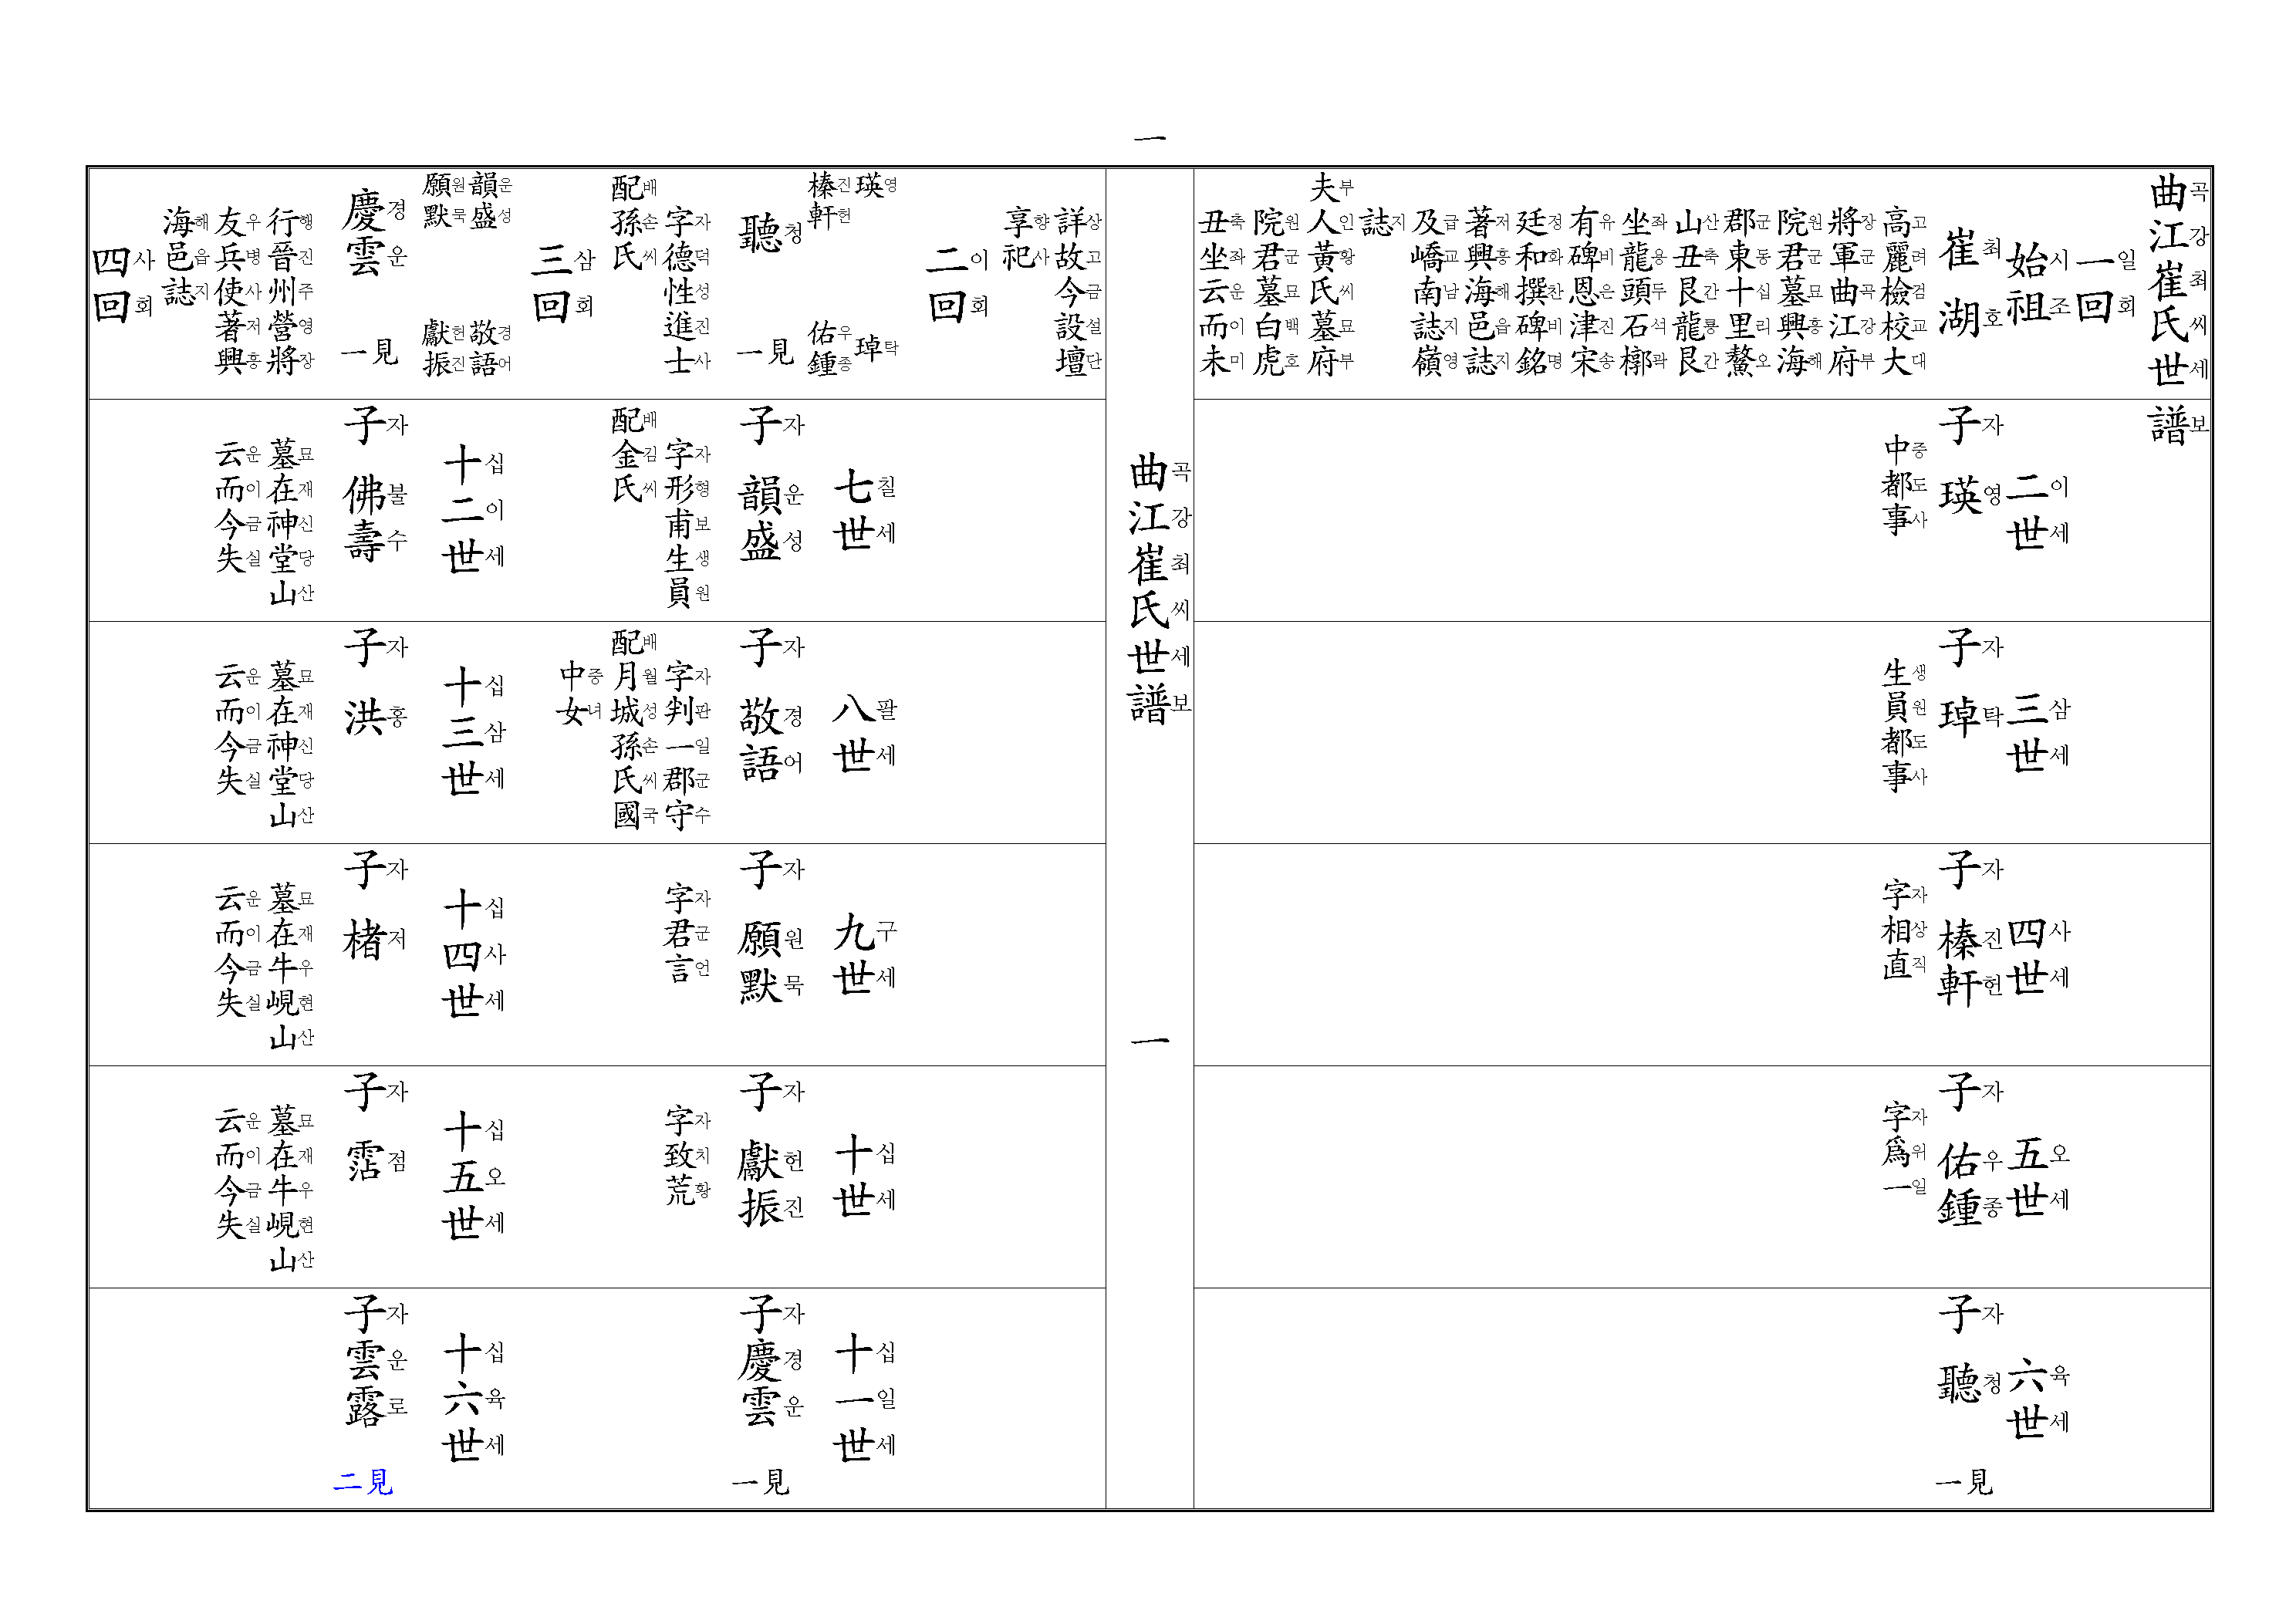 一
曲江崔氏世譜
곡강최씨세보
一回
일회
始祖
시조
崔湖
최호
高麗檢校大
고려검교대
將軍曲江府
장군곡강부
院君墓興海
원군묘흥해
郡東十里鰲
군동십리오
山丑艮龍艮
산축간룡간
坐龍頭石槨
좌용두석곽
有碑恩津宋
유비은진송
廷和撰碑銘
정화찬비명
著興海邑誌
저흥해읍지
及嶠南誌嶺
급교남지영
誌
지
夫人黃氏墓府
부인황씨묘부
院君墓白虎
원군묘백호
丑坐云而未
축좌운이미
二世
이세
子 瑛
자 영
中都事
중도사
三世
삼세
子 琸
자 탁
生員都事
생원도사
四世
사세
子 榛軒
자 진헌
字相直
자상직
五世
오세
子 佑鍾
자 우종
字爲一
자위일
六世
육세
子 聽
자 청
一見
曲江崔氏世譜
곡강최씨세보
一
詳故今設壇
상고금설단
享祀
향사
二回
이회
瑛 琸
영 탁
榛軒 佑鍾
진헌 우종
聽
청
一見
字德性進士
자덕성진사
配孫氏
배손씨
七世
칠세
子 韻盛
자 운성
字形甫生員
자형보생원
配金氏
배김씨
八世
팔세
子 敬語
자 경어
字判一郡守
자판일군수
配月城孫氏國
배월성손씨국
中女
중녀
九世
구세
子 願默
자 원묵
字君言
자군언
十世
십세
子 獻振
자 헌진
字致荒
자치황
十一世
십일세
子慶雲
자경운
一見
三回
삼회
韻盛 敬語
운성 경어
願默 獻振
원묵 헌진
慶雲
경운
一見
行晉州營將
행진주영장
友兵使著興
우병사저흥
海邑誌
해읍지
十二世
십이세
子 佛壽
자 불수
墓在神堂山
묘재신당산
云而今失
운이금실
十三世
십삼세
子 洪
자 홍
墓在神堂山
묘재신당산
云而今失
운이금실
十四世
십사세
子 楮
자 저
墓在牛峴山
묘재우현산
云而今失
운이금실
十五世
십오세
子 霑
자 점
墓在牛峴山
묘재우현산
云而今失
운이금실
十六世
십육세
子雲露
자운로
二見
四回
사회